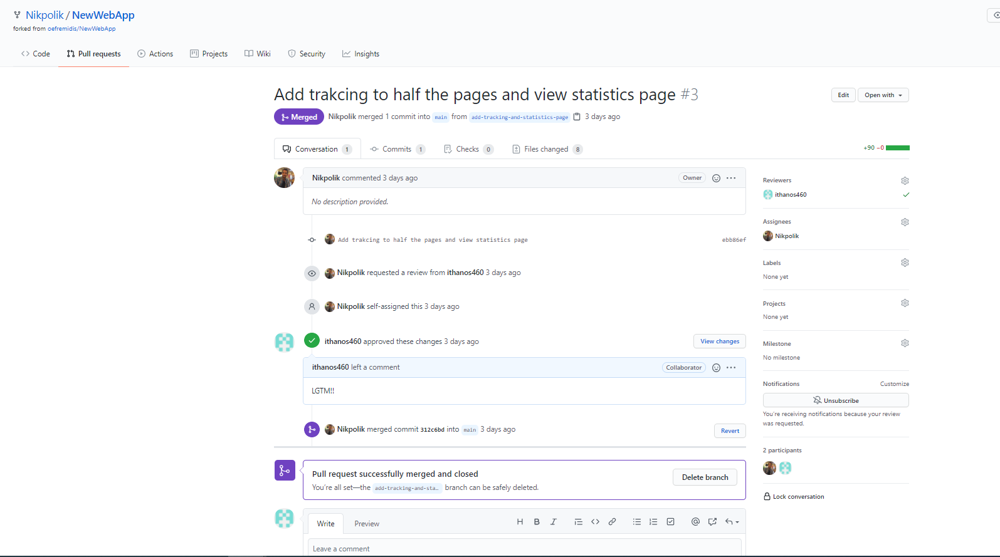 Nikpolik / NewWebApp
forked from oefremidis/NewWebApp
Code Pull requests Actions Projects Wiki Security Insights
Add trakcing to half the pages and view statistics page #3
Edit Open with
Merged Nikpolik merged 1 commit into main from add-tracking-and-statistics-page 3 days ago
Conversation 1 Commits 1 Checks 0 Files changed 8
+90 −0
Nikpolik commented 3 days ago Owner
No description provided.
Add trakcing to half the pages and view statistics page ebb86ef
Nikpolik requested a review from ithanos460 3 days ago
Nikpolik self-assigned this 3 days ago
ithanos460 approved these changes 3 days ago View changes
ithanos460 left a comment Collaborator
LGTM!!
Nikpolik merged commit 312c6bd into main 3 days ago Revert
Pull request successfully merged and closed
You're all set—the add-tracking-and-sta… branch can be safely deleted.
Delete branch
Write Preview
Leave a comment
Reviewers
ithanos460
Assignees
Nikpolik
Labels
None yet
Projects
None yet
Milestone
No milestone
Notifications Customize
Unsubscribe
You're receiving notifications because your review
was requested.
2 participants
Lock conversation